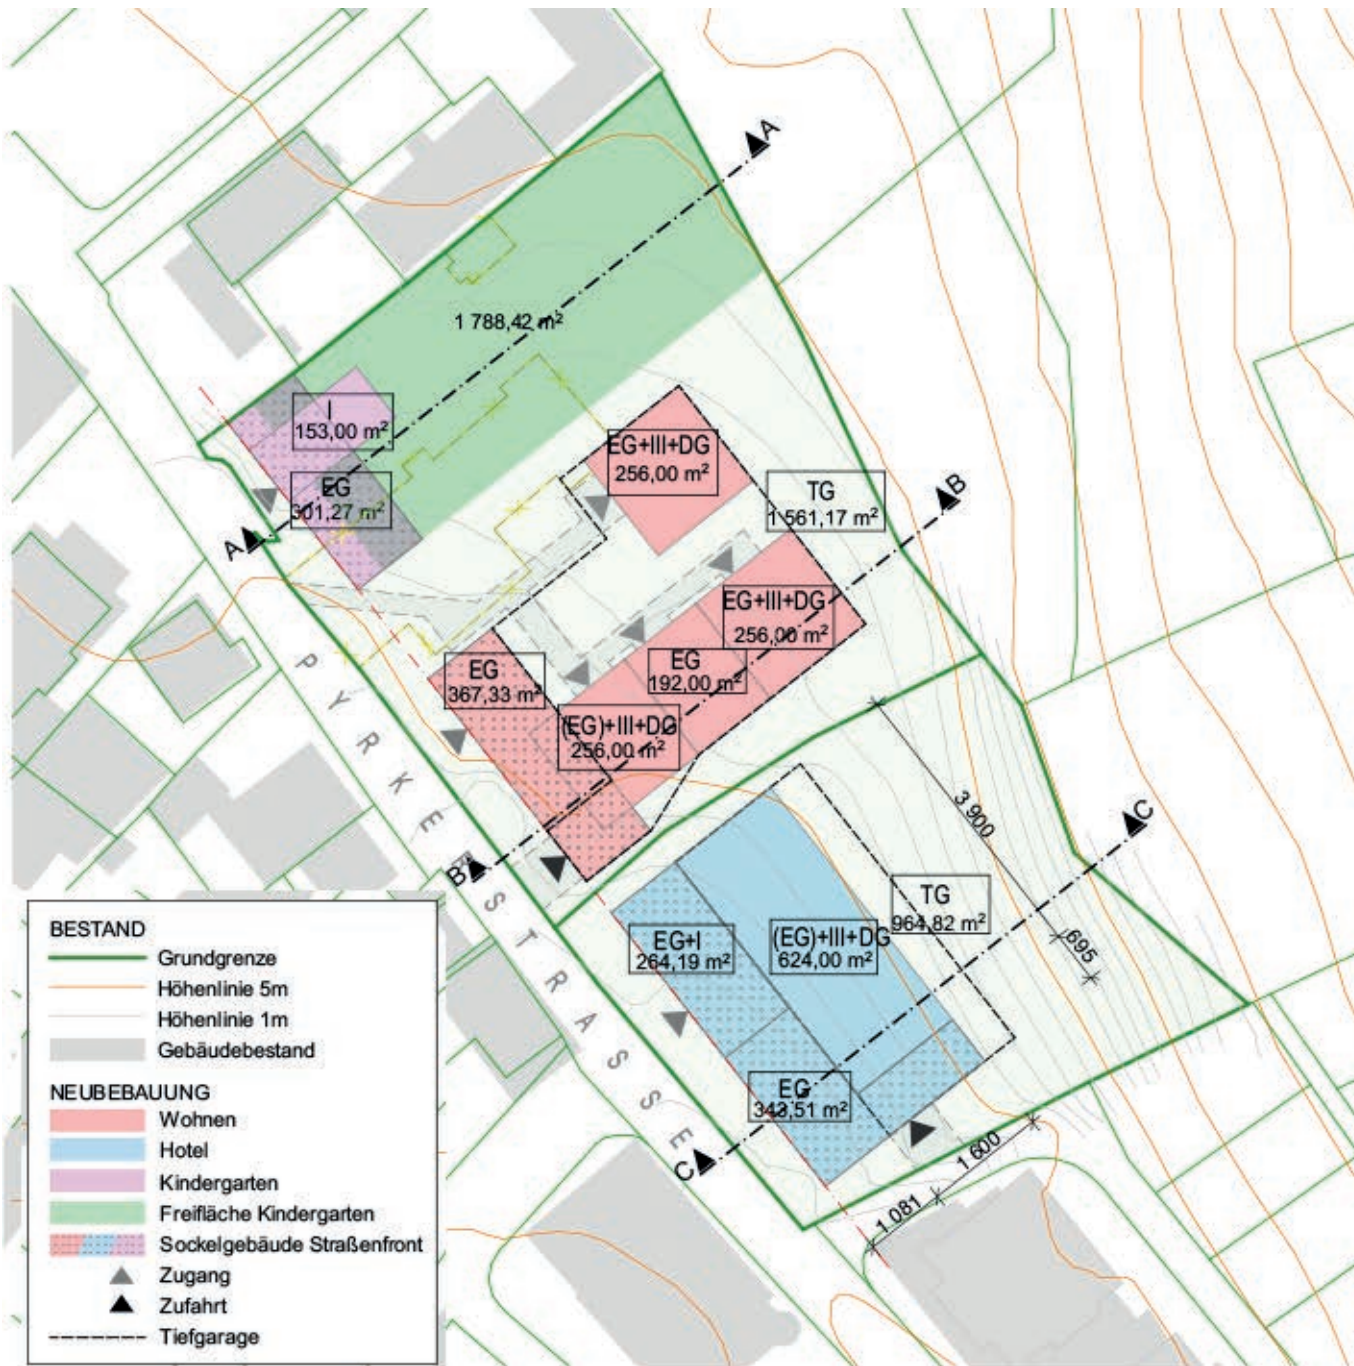 A
1 788,42 m²
I
153,00 m²
EG
301,27 m²
A
EG+III+DG
256,00 m²
TG
1 561,17 m²
B
EG+III+DG
256,00 m²
EG
192,00 m²
EG
367,33 m²
(EG)+III+DG
256,00 m²
B
3 900
C
695
TG
964,82 m²
(EG)+III+DG
624,00 m²
EG+I
264,19 m²
EG
343,51 m²
C
1 600
1 081
PYRKERSTRASSE
BESTAND
Grundgrenze
Höhenlinie 5m
Höhenlinie 1m
Gebäudebestand
NEUBEBAUUNG
Wohnen
Hotel
Kindergarten
Freifläche Kindergarten
Sockelgebäude Straßenfront
Zugang
Zufahrt
Tiefgarage